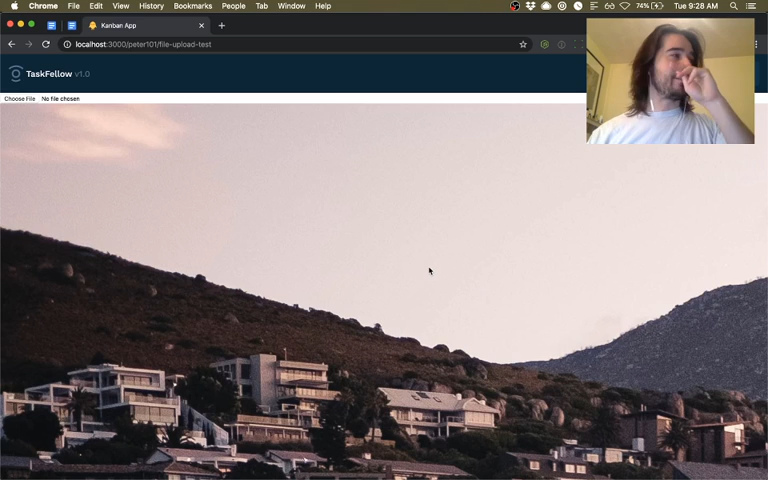 Chrome File Edit View History Bookmarks People Tab Window Help 74% Tue 9:28 AM
Kanban App
localhost:3000/peter101/file-upload-test
TaskFellow v1.0
Choose File No file chosen